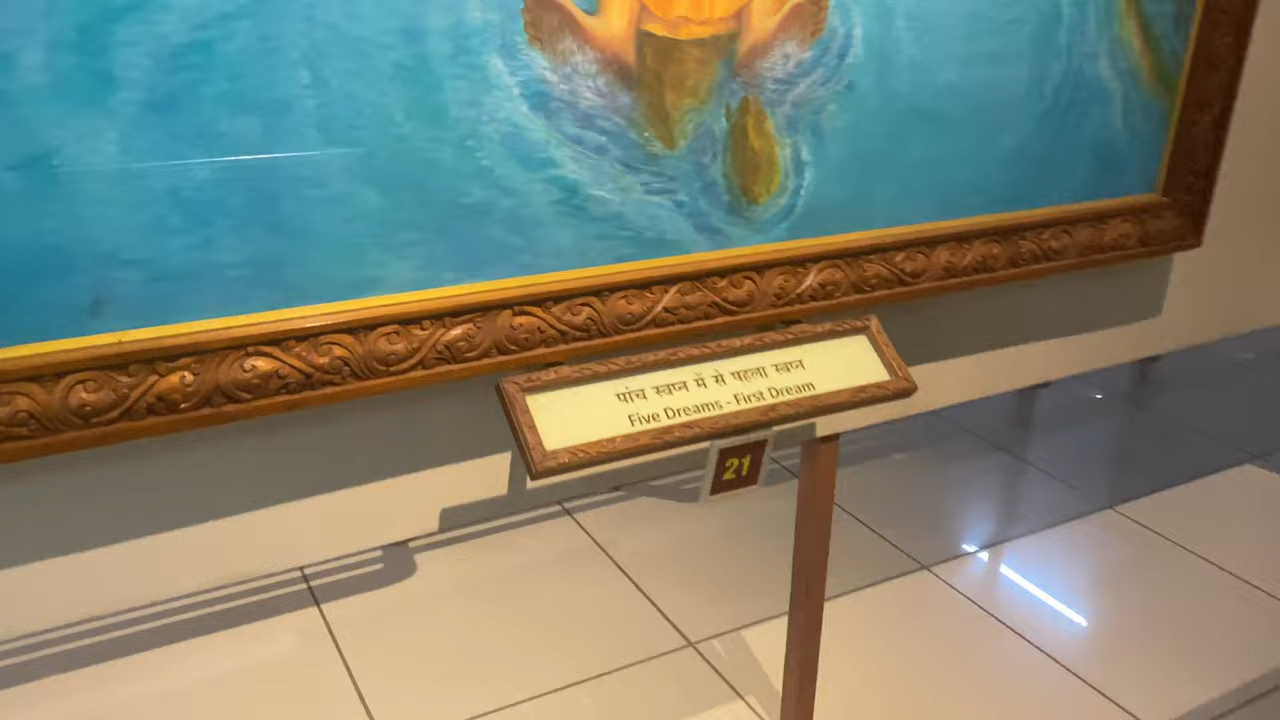 पांच स्वप्न में से पहला स्वप्न
Five Dreams - First Dream
21